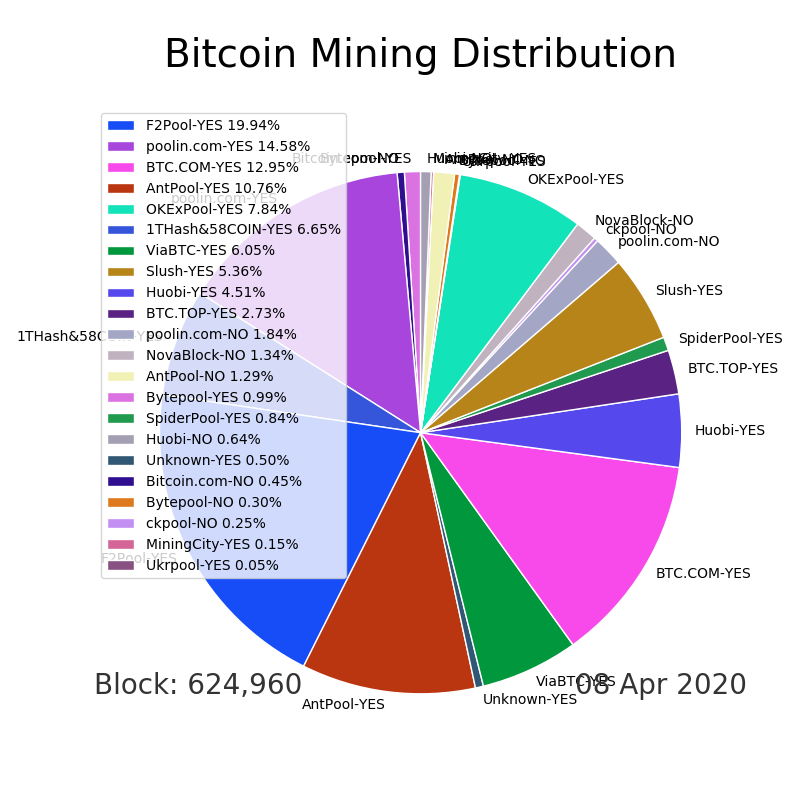 Bitcoin Mining Distribution
F2Pool-YES 19.94%
poolin.com-YES 14.58%
BTC.COM-YES 12.95%
AntPool-YES 10.76%
OKExPool-YES 7.84%
1THash&58COIN-YES 6.65%
ViaBTC-YES 6.05%
Slush-YES 5.36%
Huobi-YES 4.51%
BTC.TOP-YES 2.73%
poolin.com-NO 1.84%
NovaBlock-NO 1.34%
AntPool-NO 1.29%
Bytepool-YES 0.99%
SpiderPool-YES 0.84%
Huobi-NO 0.64%
Unknown-YES 0.50%
Bitcoin.com-NO 0.45%
Bytepool-NO 0.30%
ckpool-NO 0.25%
MiningCity-YES 0.15%
Ukrpool-YES 0.05%
OKExPool-YES
NovaBlock-NO
ckpool-NO
poolin.com-NO
Slush-YES
SpiderPool-YES
BTC.TOP-YES
Huobi-YES
BTC.COM-YES
ViaBTC-YES
Unknown-YES
AntPool-YES
F2Pool-YES
poolin.com-YES
Block: 624,960
08 Apr 2020